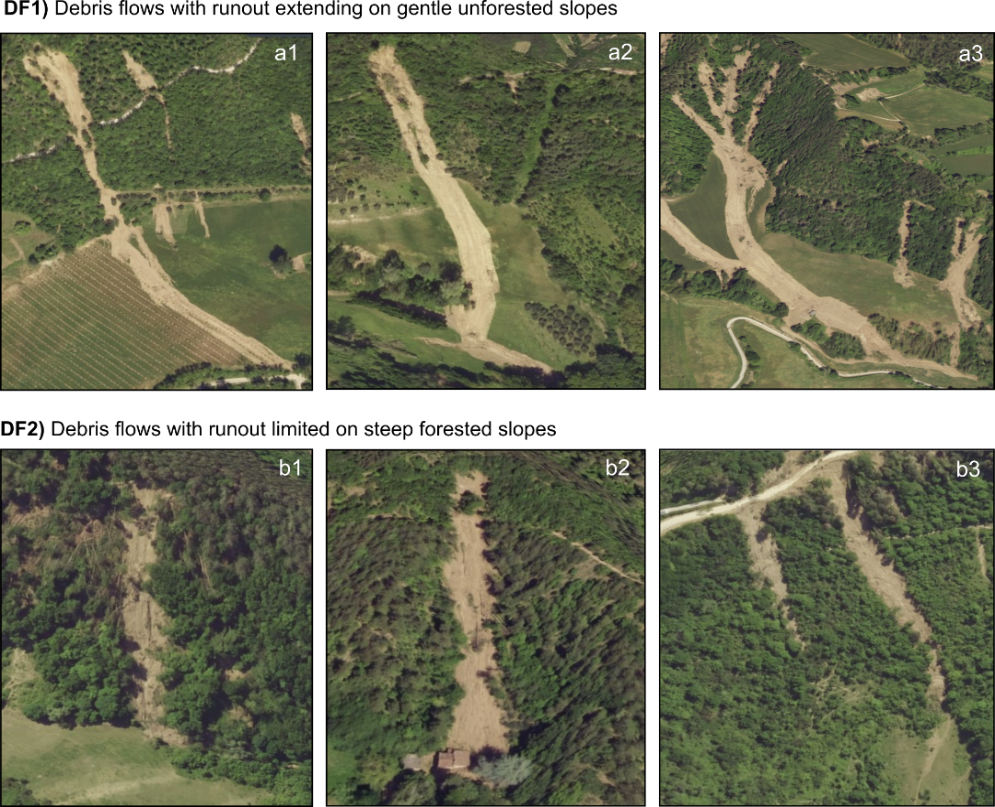 DF1) Debris flows with runout extending on gentle unforested slopes
a1
a2
a3
DF2) Debris flows with runout limited on steep forested slopes
b1
b2
b3